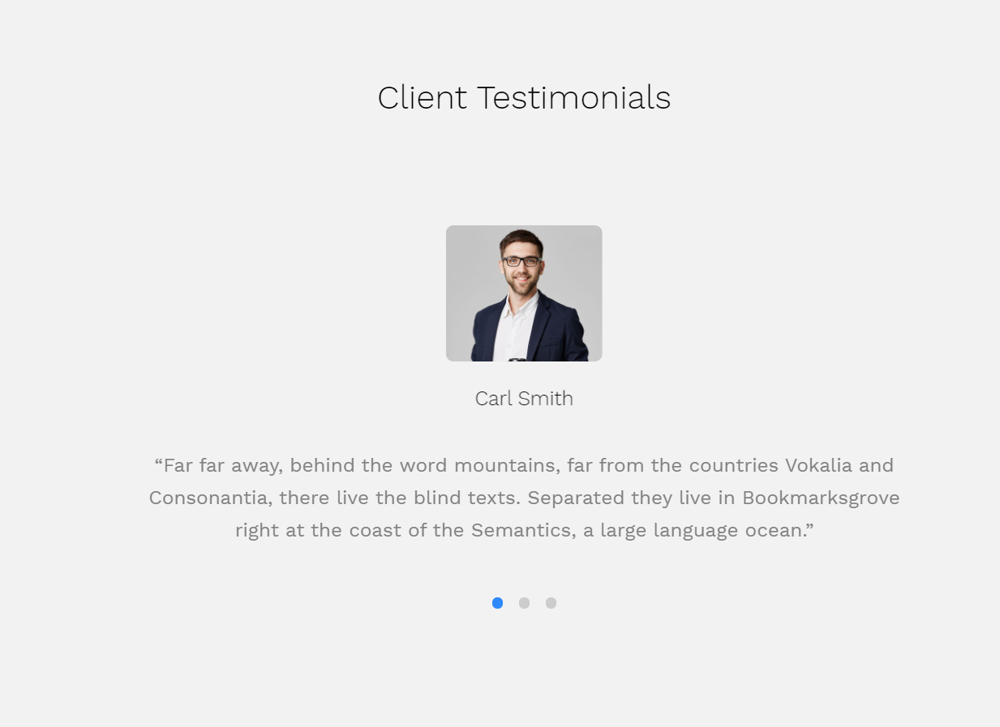 Client Testimonials
Carl Smith
“Far far away, behind the word mountains, far from the countries Vokalia and
Consonantia, there live the blind texts. Separated they live in Bookmarksgrove
right at the coast of the Semantics, a large language ocean.”